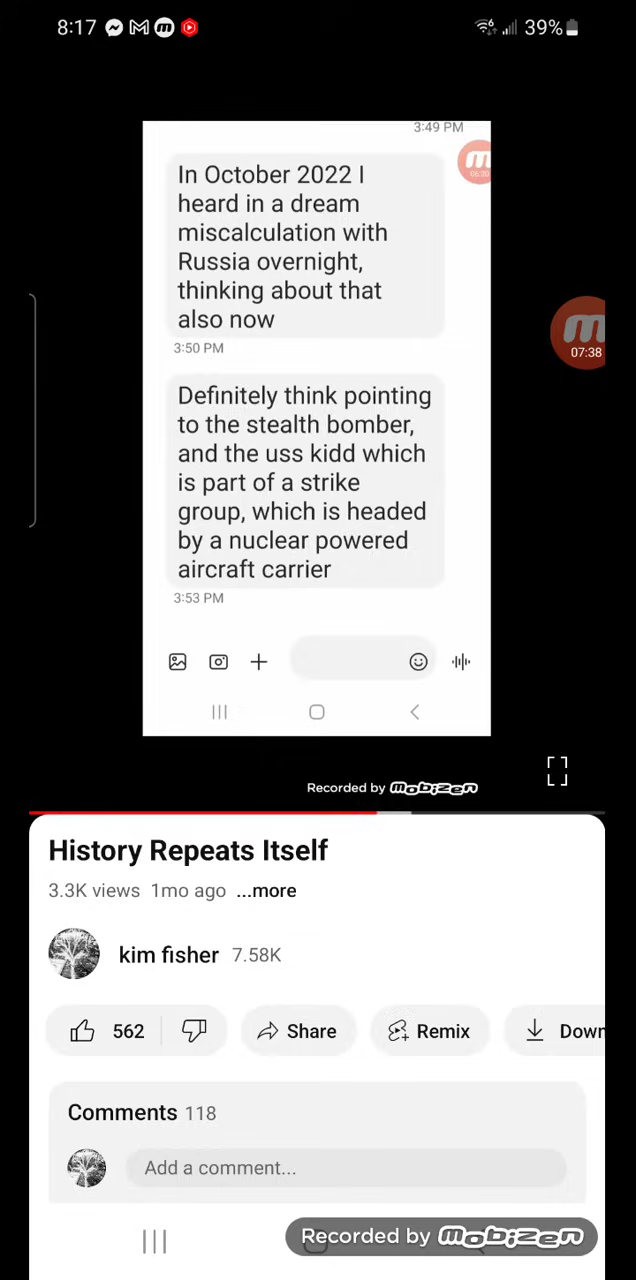 8:17 39%
3:49 PM
In October 2022 I
heard in a dream
miscalculation with
Russia overnight,
thinking about that
also now
3:50 PM
m
06:20
m
07:38
Definitely think pointing
to the stealth bomber,
and the uss kidd which
is part of a strike
group, which is headed
by a nuclear powered
aircraft carrier
3:53 PM
Recorded by mobizen
History Repeats Itself
3.3K views 1mo ago ...more
kim fisher 7.58K
562 Share Remix Down
Comments 118
Add a comment...
Recorded by mobizen